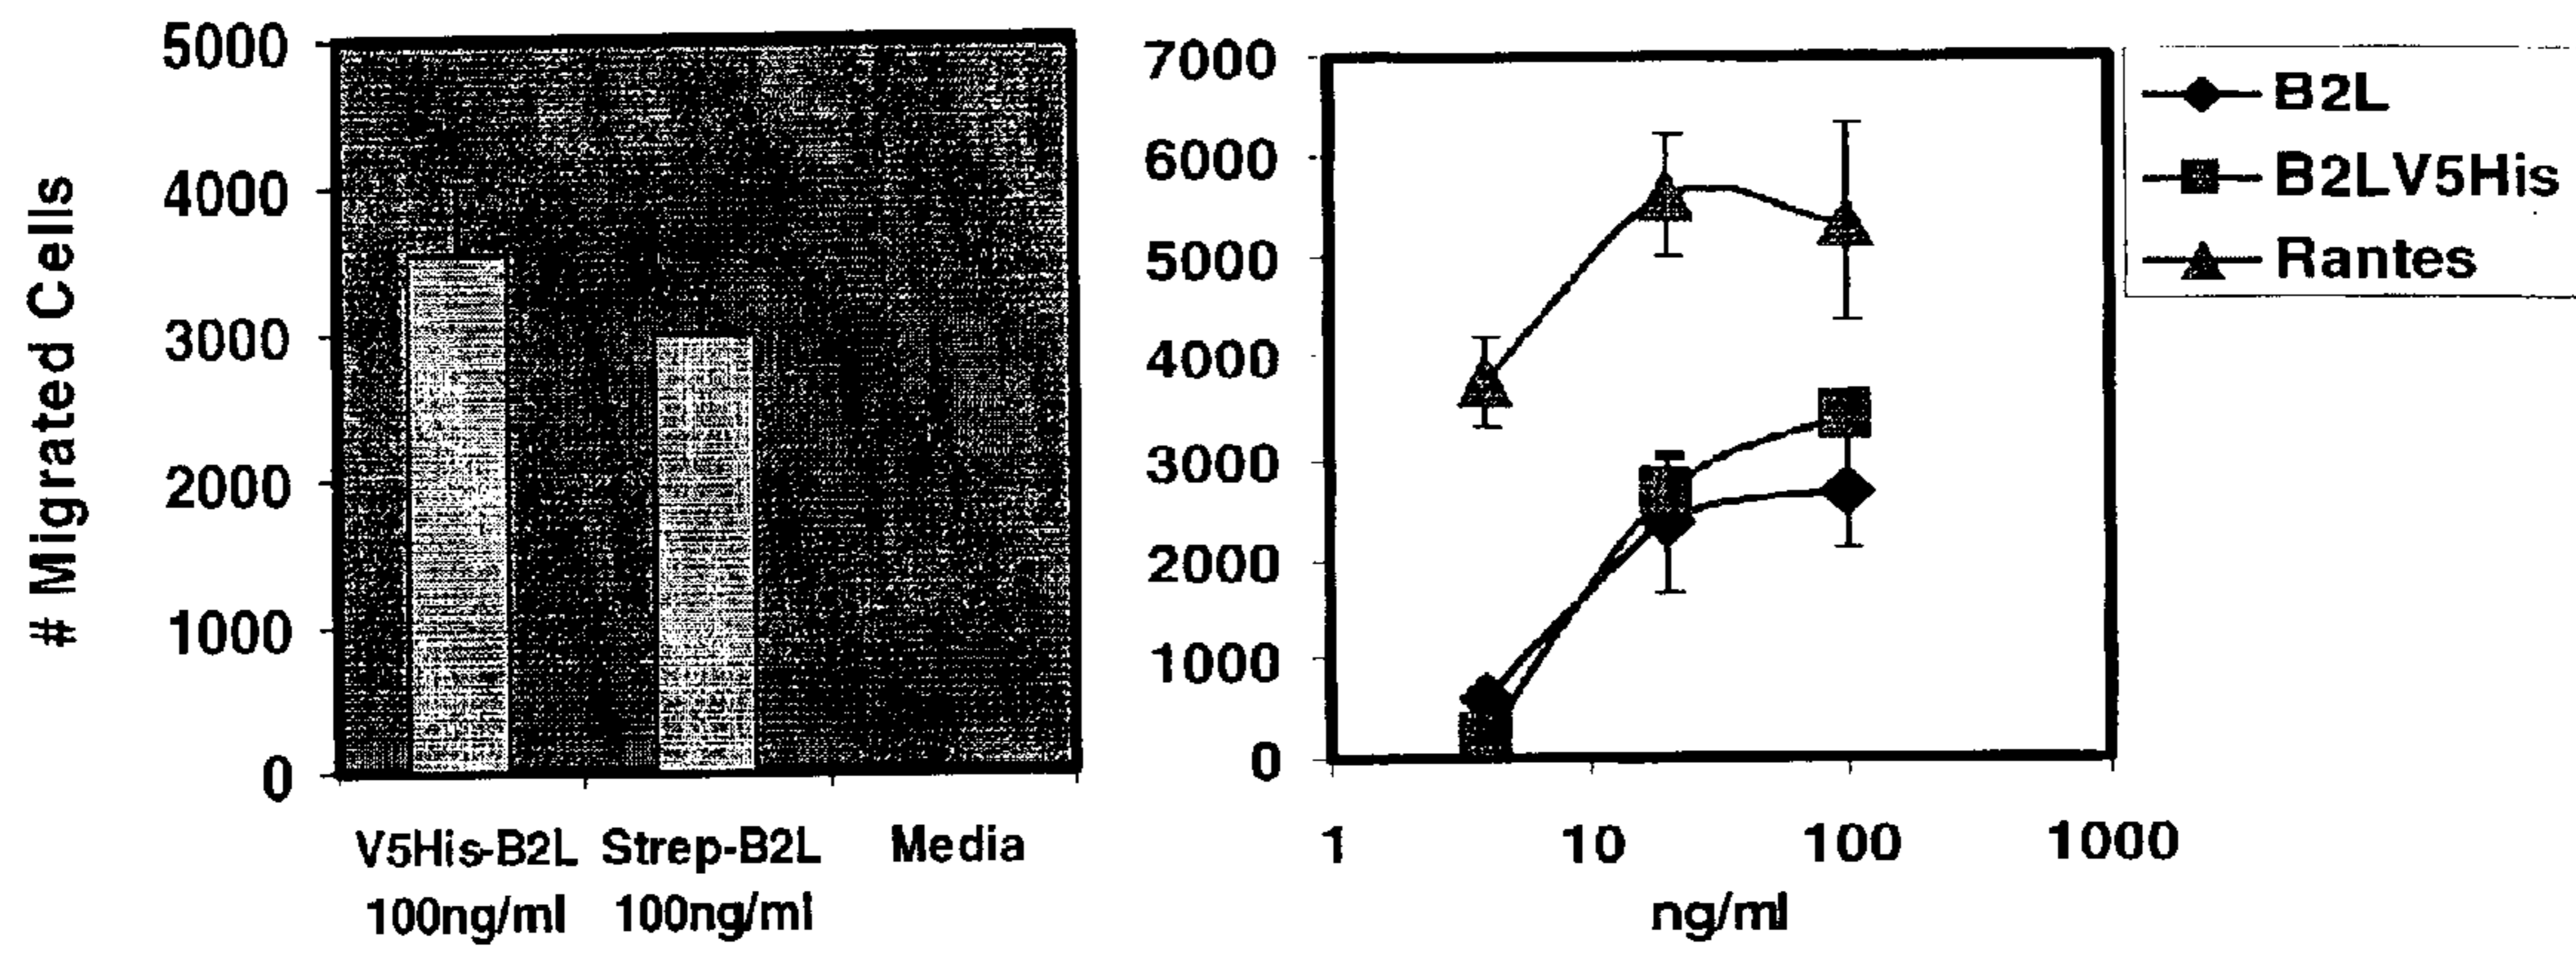 # Migrated Cells
5000
4000
3000
2000
1000
0
V5His-B2L Strep-B2L Media
100ng/ml 100ng/ml
7000
6000
5000
4000
3000
2000
1000
0
1 10 100 1000
ng/ml
B2L
B2LV5His
Rantes